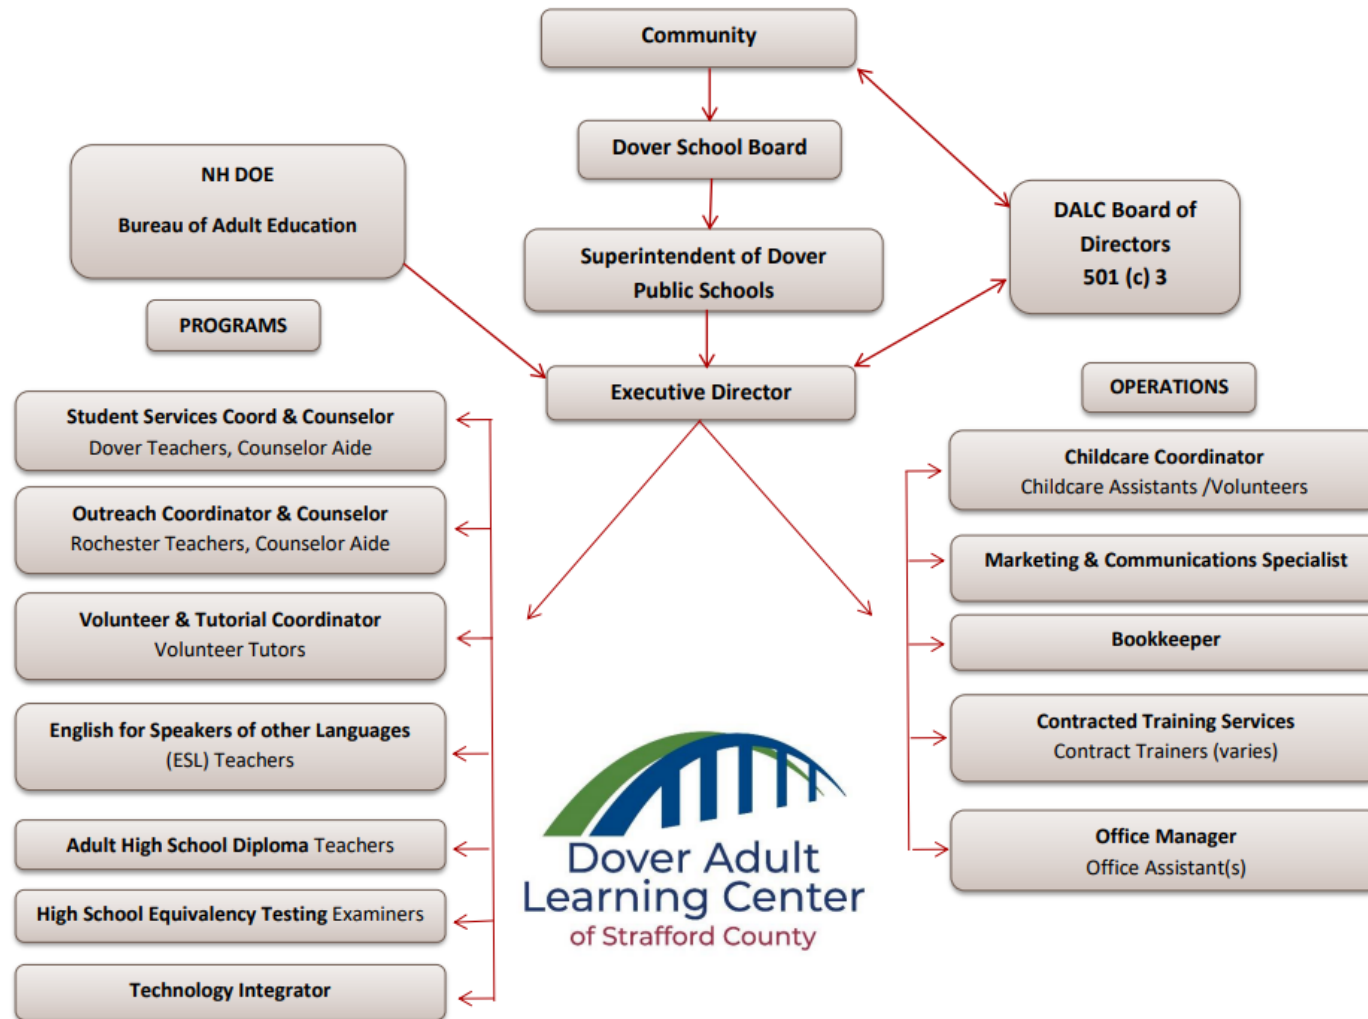 Community
Dover School Board
NH DOE
Bureau of Adult Education
DALC Board of
Directors
501 (c) 3
Superintendent of Dover
Public Schools
PROGRAMS
Executive Director
OPERATIONS
Student Services Coord & Counselor
Dover Teachers, Counselor Aide
Outreach Coordinator & Counselor
Rochester Teachers, Counselor Aide
Volunteer & Tutorial Coordinator
Volunteer Tutors
English for Speakers of other Languages
(ESL) Teachers
Adult High School Diploma Teachers
High School Equivalency Testing Examiners
Technology Integrator
Childcare Coordinator
Childcare Assistants /Volunteers
Marketing & Communications Specialist
Bookkeeper
Contracted Training Services
Contract Trainers (varies)
Office Manager
Office Assistant(s)
Dover Adult
Learning Center
of Strafford County